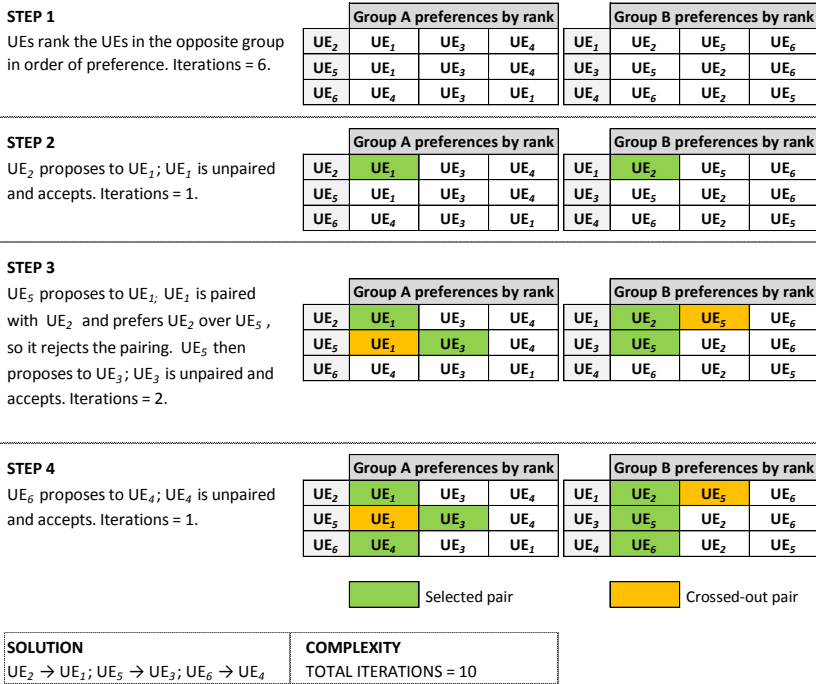 STEP 1
UEs rank the UEs in the opposite group
in order of preference. Iterations = 6.
Group A preferences by rank Group B preferences by rank
UE₂ UE₁ UE₃ UE₄ UE₁ UE₂ UE₅ UE₆
UE₅ UE₁ UE₃ UE₄ UE₃ UE₅ UE₂ UE₆
UE₆ UE₄ UE₃ UE₁ UE₄ UE₆ UE₂ UE₅
STEP 2
UE₂ proposes to UE₁; UE₁ is unpaired
and accepts. Iterations = 1.
Group A preferences by rank Group B preferences by rank
UE₂ UE₁ UE₃ UE₄ UE₁ UE₂ UE₅ UE₆
UE₅ UE₁ UE₃ UE₄ UE₃ UE₅ UE₂ UE₆
UE₆ UE₄ UE₃ UE₁ UE₄ UE₆ UE₂ UE₅
STEP 3
UE₅ proposes to UE₁; UE₁ is paired
with UE₂ and prefers UE₂ over UE₅ ,
so it rejects the pairing. UE₅ then
proposes to UE₃; UE₃ is unpaired and
accepts. Iterations = 2.
Group A preferences by rank Group B preferences by rank
UE₂ UE₁ UE₃ UE₄ UE₁ UE₂ UE₅ UE₆
UE₅ UE₁ UE₃ UE₄ UE₃ UE₅ UE₂ UE₆
UE₆ UE₄ UE₃ UE₁ UE₄ UE₆ UE₂ UE₅
STEP 4
UE₆ proposes to UE₄; UE₄ is unpaired
and accepts. Iterations = 1.
Group A preferences by rank Group B preferences by rank
UE₂ UE₁ UE₃ UE₄ UE₁ UE₂ UE₅ UE₆
UE₅ UE₁ UE₃ UE₄ UE₃ UE₅ UE₂ UE₆
UE₆ UE₄ UE₃ UE₁ UE₄ UE₆ UE₂ UE₅
Selected pair Crossed-out pair
SOLUTION
UE₂ → UE₁; UE₅ → UE₃; UE₆ → UE₄
COMPLEXITY
TOTAL ITERATIONS = 10